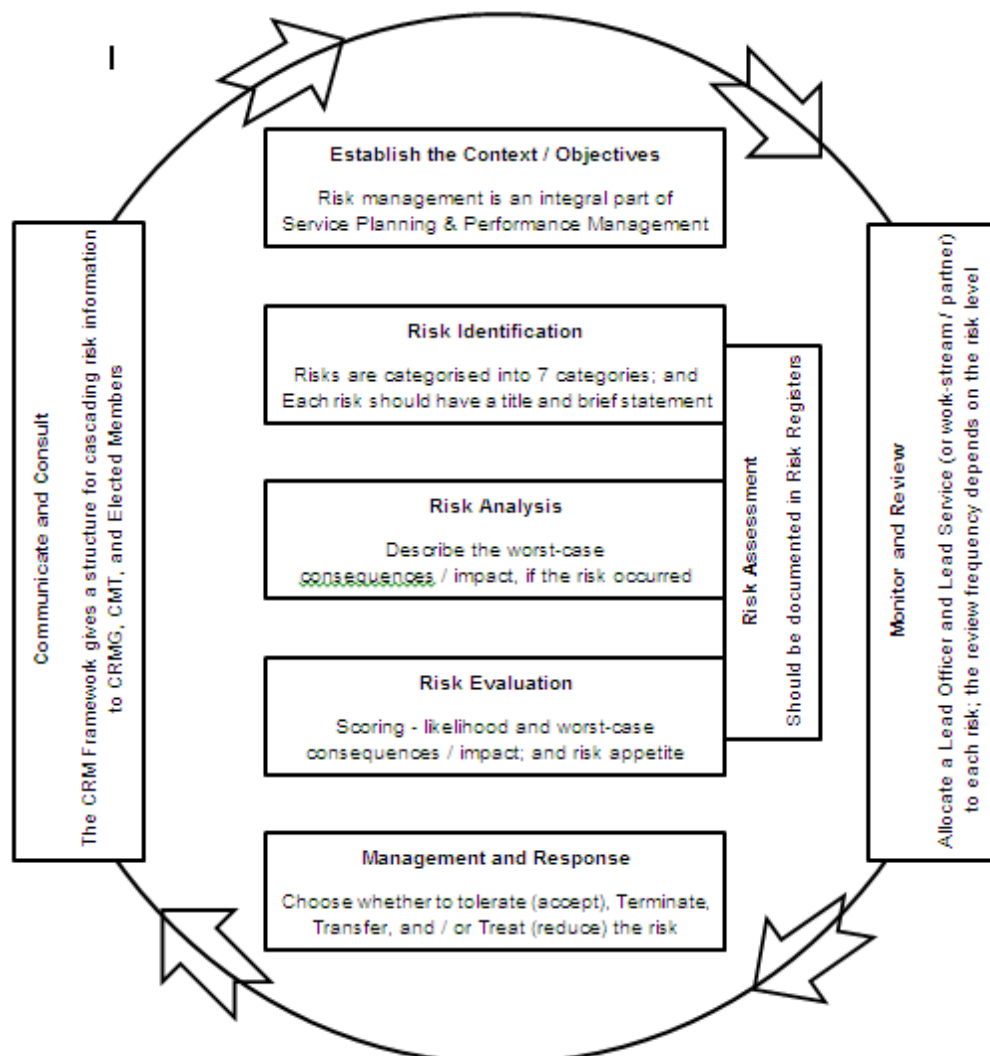 I
Establish the Context / Objectives
Risk management is an integral part of
Service Planning & Performance Management
Communicate and Consult
The CRM Framework gives a structure for cascading risk information
to CRMG, CMT, and Elected Members
Risk Identification
Risks are categorised into 7 categories; and
Each risk should have a title and brief statement
Risk Analysis
Describe the worst-case
consequences / impact, if the risk occurred
Risk Evaluation
Scoring - likelihood and worst-case
consequences / impact; and risk appetite
Risk Assessment
Should be documented in Risk Registers
Management and Response
Choose whether to tolerate (accept), Terminate,
Transfer, and / or Treat (reduce) the risk
Monitor and Review
Allocate a Lead Officer and Lead Service (or work-stream / partner)
to each risk; the review frequency depends on the risk level